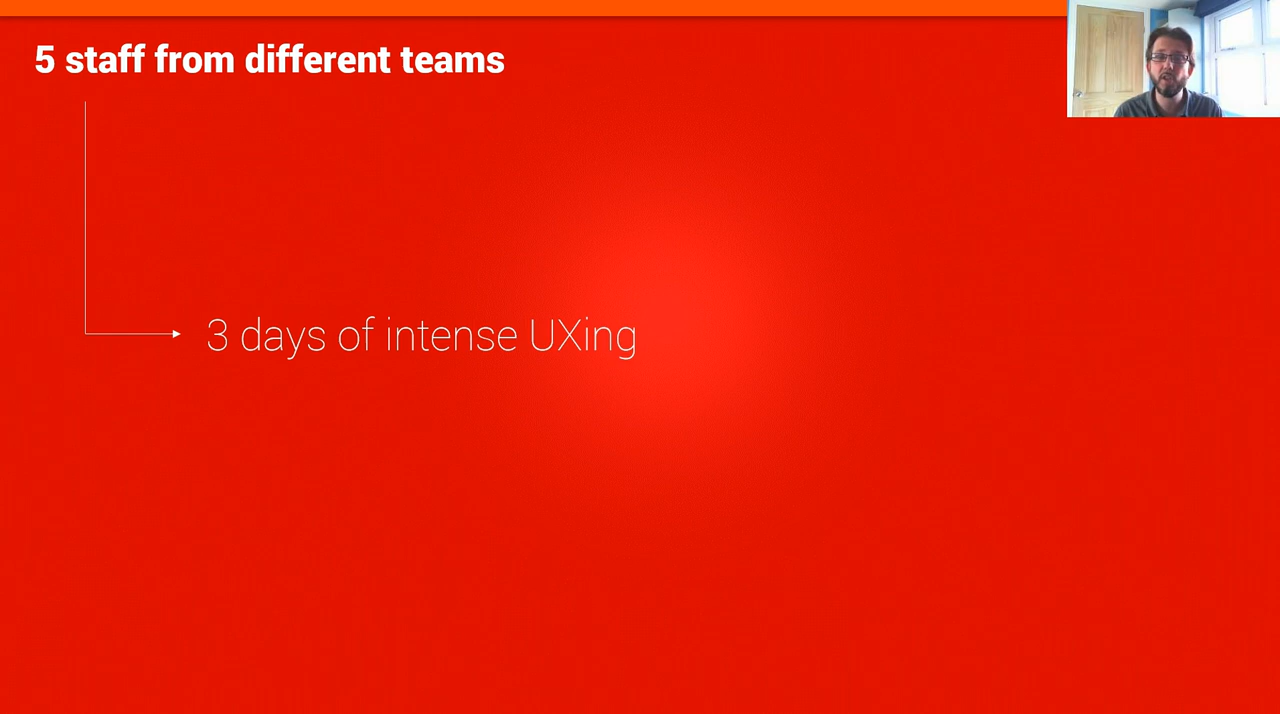 5 staff from different teams
3 days of intense UXing